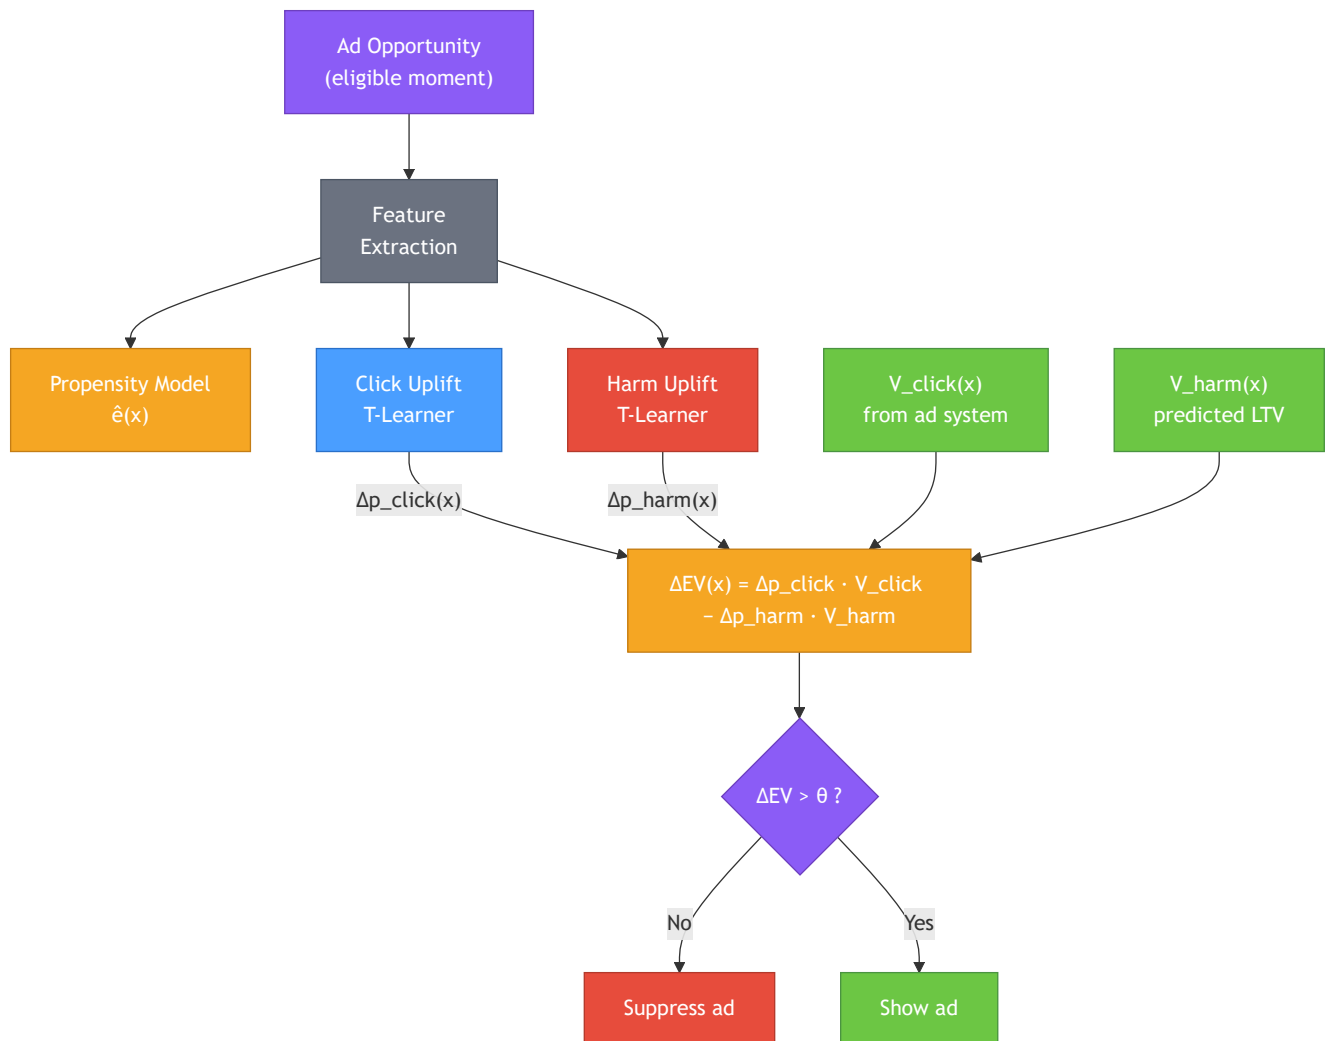 Ad Opportunity
(eligible moment)
Feature
Extraction
Propensity Model
ê(x)
Click Uplift
T-Learner
Harm Uplift
T-Learner
V_click(x)
from ad system
V_harm(x)
predicted LTV
Δp_click(x)
Δp_harm(x)
ΔEV(x) = Δp_click · V_click
− Δp_harm · V_harm
ΔEV > θ ?
No
Yes
Suppress ad
Show ad